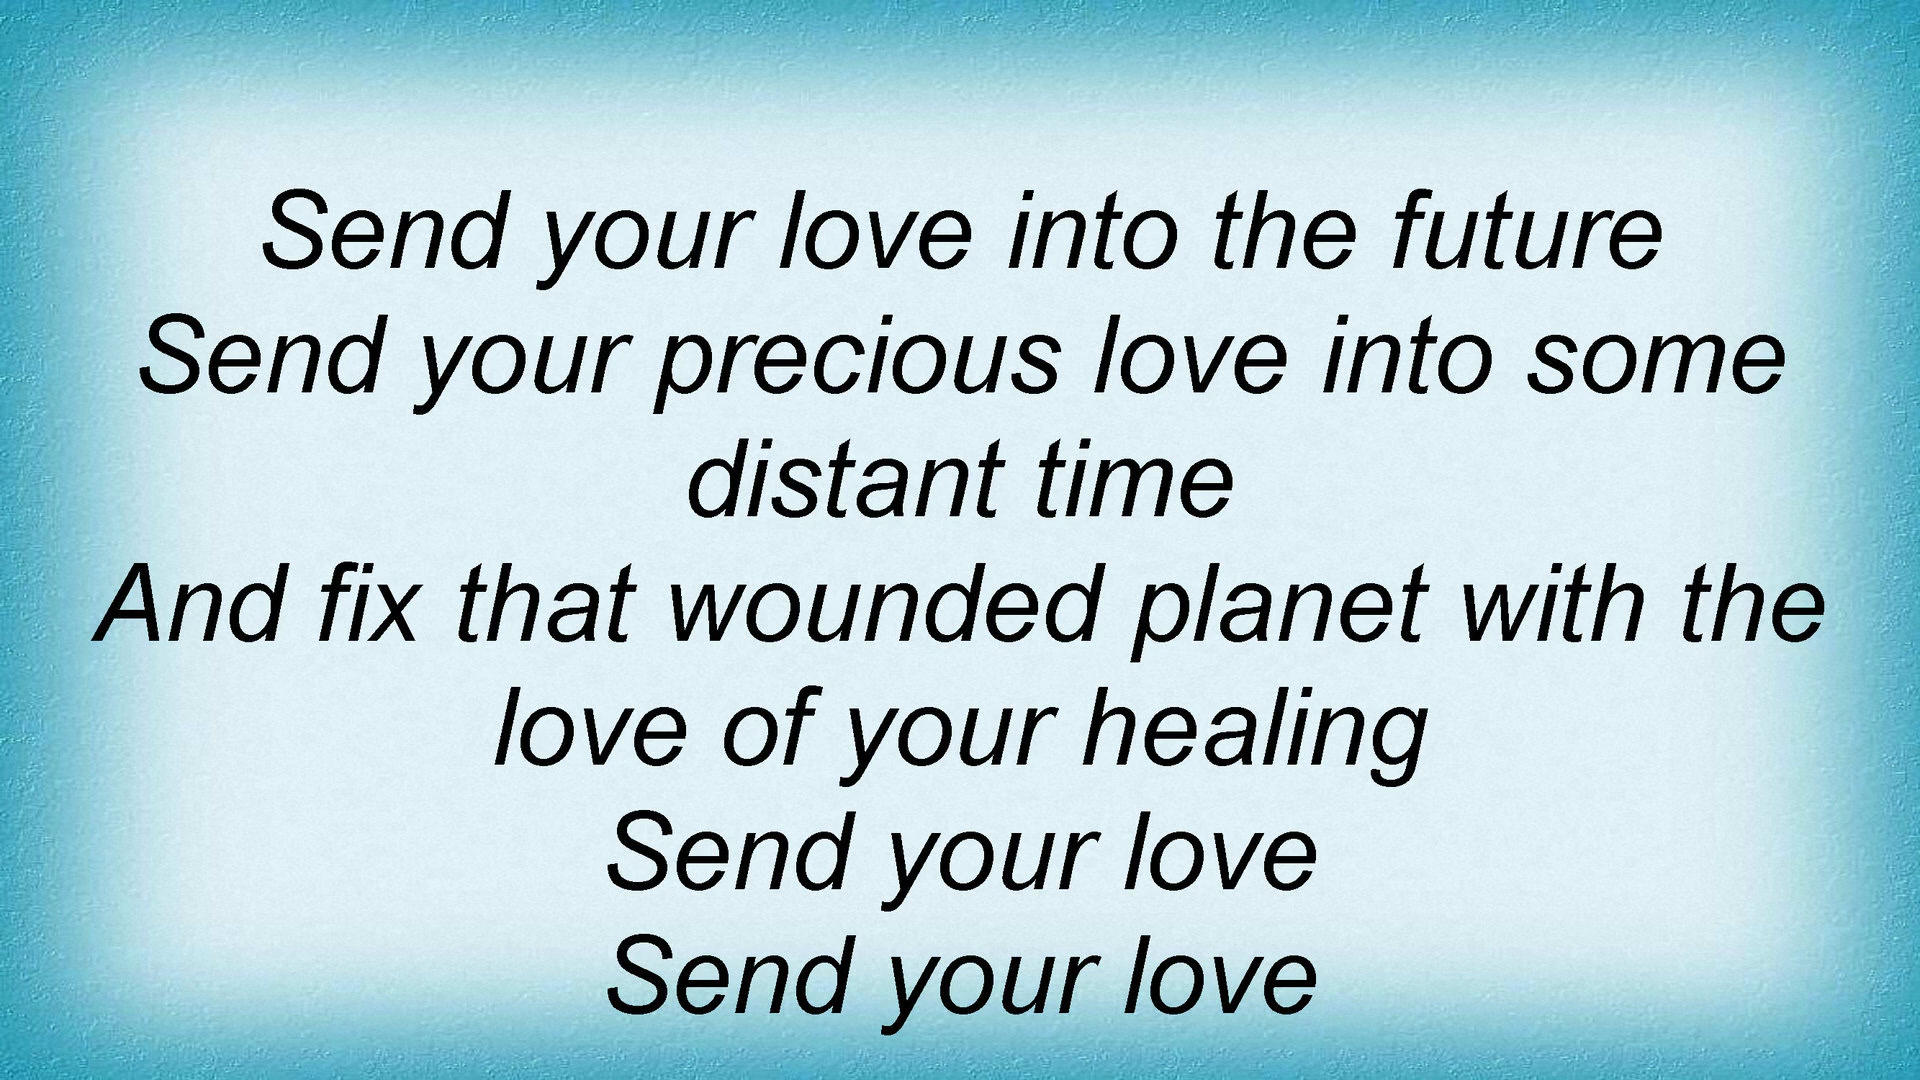 Send your love into the future
Send your precious love into some
distant time
And fix that wounded planet with the
love of your healing
Send your love
Send your love